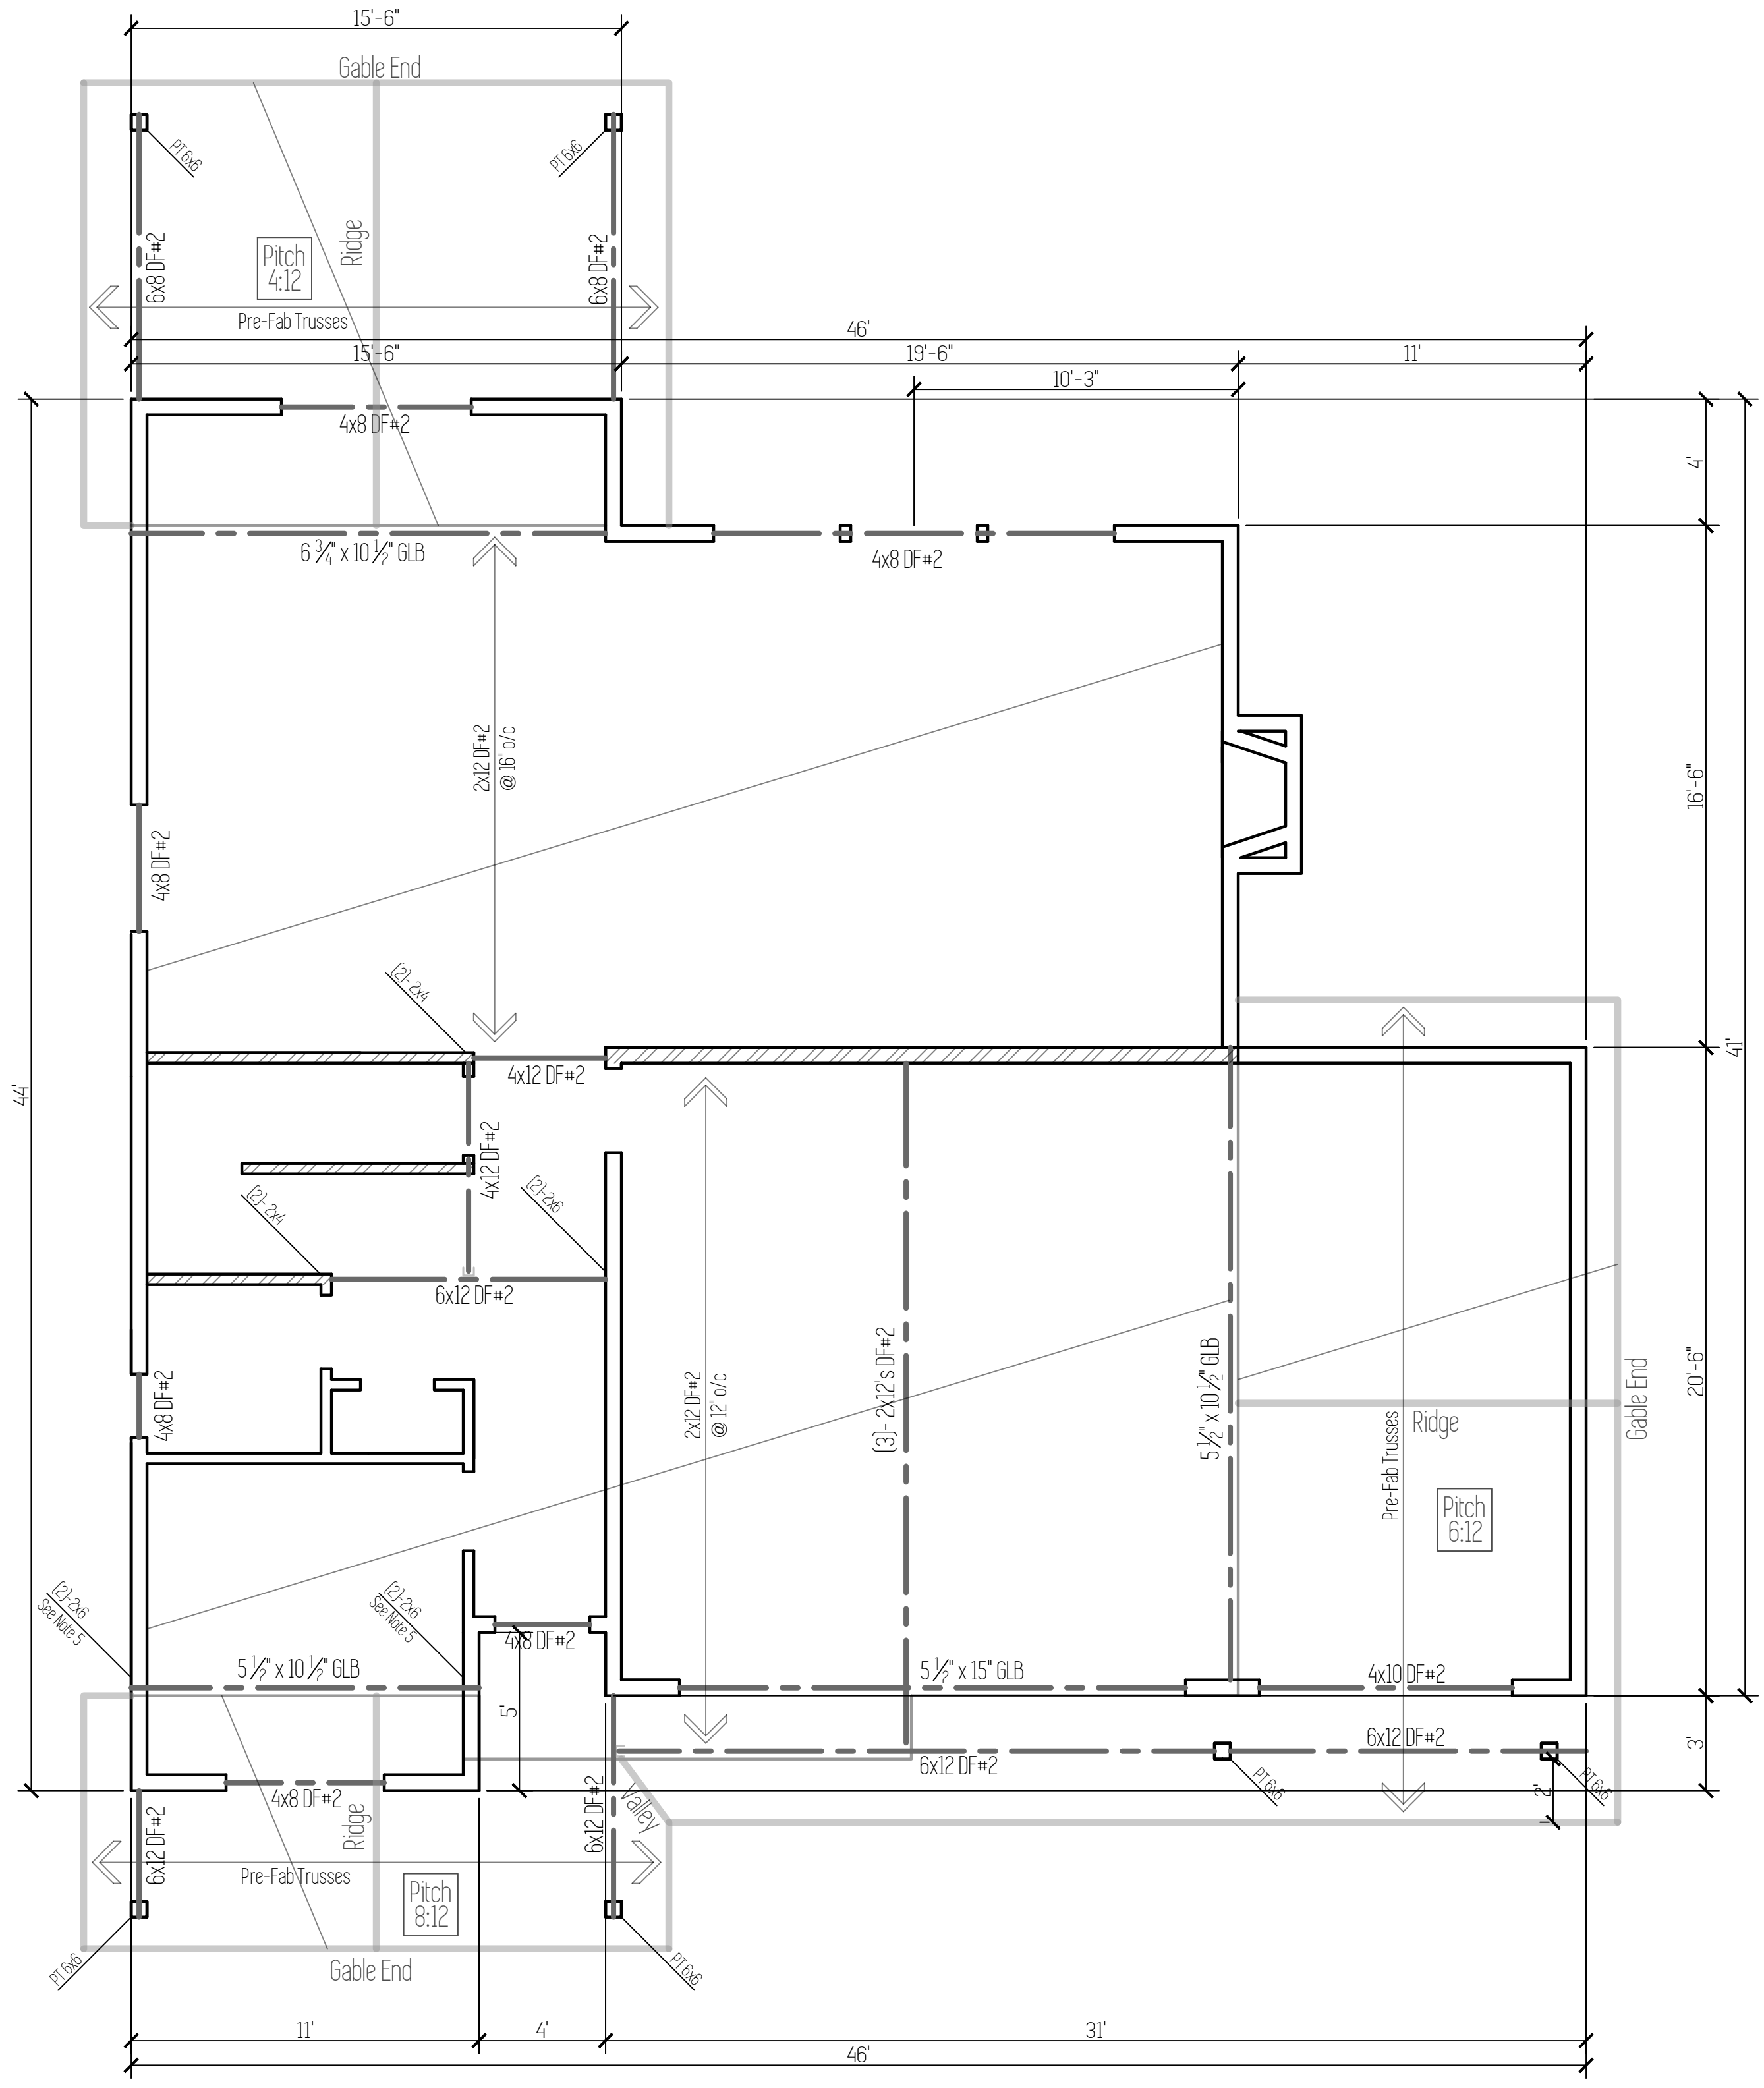 15'-6"
Gable End
PT 6x6
PT 6x6
6x8 DF#2
Pitch
4:12
Ridge
6x8 DF#2
Pre-Fab Trusses
46'
15'-6"
19'-6"
11'
10'-3"
4x8 DF#2
4'
6 3/4" x 10 1/2" GLB
4x8 DF#2
2x12 DF#2
@ 16" o/c
16'-6"
4x8 DF#2
(2)- 2x4
44'
41'
4x12 DF#2
4x12 DF#2
(2)- 2x4
(2)-2x6
6x12 DF#2
4x8 DF#2
2x12 DF#2
@ 12" o/c
(3)- 2x12's DF#2
5 1/2" x 10 1/2" GLB
Pre-Fab Trusses
Ridge
Gable End
20'-6"
Pitch
6:12
(2)-2x6
See Note 5
(2)-2x6
See Note 5
4x8 DF#2
5 1/2" x 10 1/2" GLB
5 1/2" x 15" GLB
4x10 DF#2
5'
3'
6x12 DF#2
6x12 DF#2
4x8 DF#2
Ridge
Valley
PT 6x6
2'
PT 6x6
6x12 DF#2
6x12 DF#2
Pre-Fab Trusses
Pitch
8:12
PT 6x6
Gable End
PT 6x6
11'
4'
31'
46'